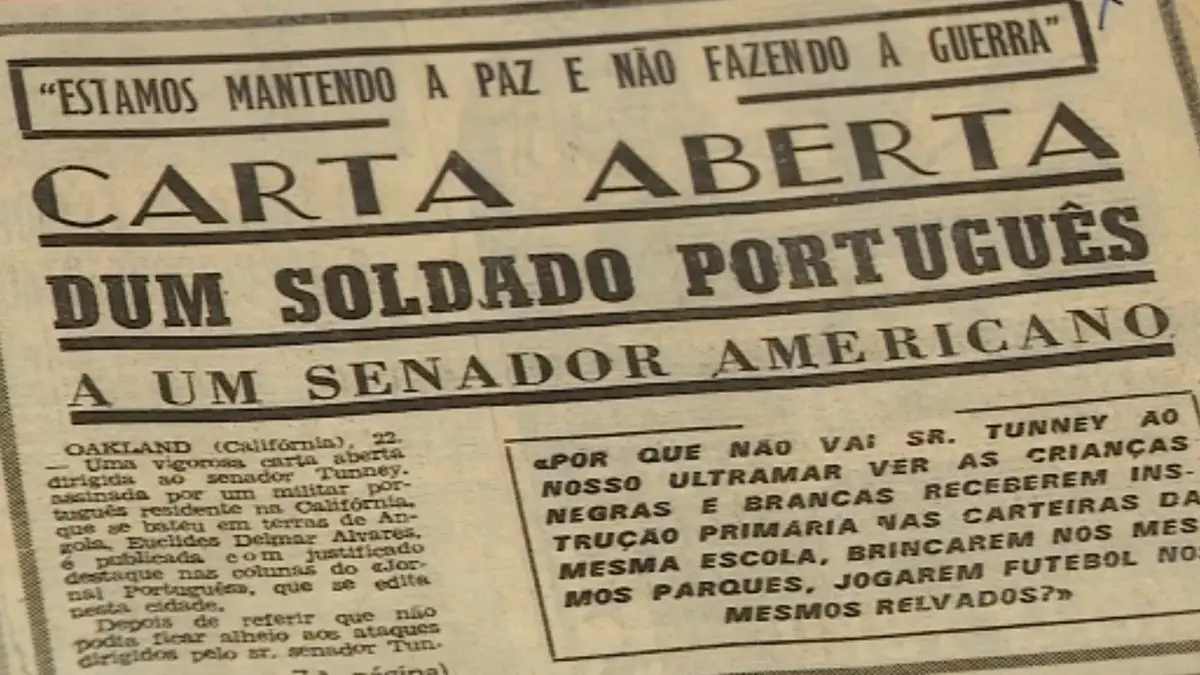 “ESTAMOS MANTENDO A PAZ E NÃO FAZENDO A GUERRA”
CARTA ABERTA
DUM SOLDADO PORTUGUÊS
A UM SENADOR AMERICANO
OAKLAND (Califórnia), 22.
— Uma vigorosa carta aberta
dirigida ao senador Tunney,
assinada por um militar por-
tuguês residente na Califórnia,
que se bateu em terras de An-
gola, Euclides Delmar Alvares,
é publicada com justificado
destaque nas colunas do «Jor-
nal Português», que se edita
nesta cidade.
Depois de referir que não
podia ficar alheio aos ataques
dirigidos pelo sr. senador Tun-
página)
«POR QUE NÃO VAI SR. TUNNEY AO
NOSSO ULTRAMAR VER AS CRIANÇAS
NEGRAS E BRANCAS RECEBEREM INS-
TRUÇÃO PRIMÁRIA NAS CARTEIRAS DA
MESMA ESCOLA, BRINCAREM NOS MES-
MOS PARQUES, JOGAREM FUTEBOL NOS
MESMOS RELVADOS?»